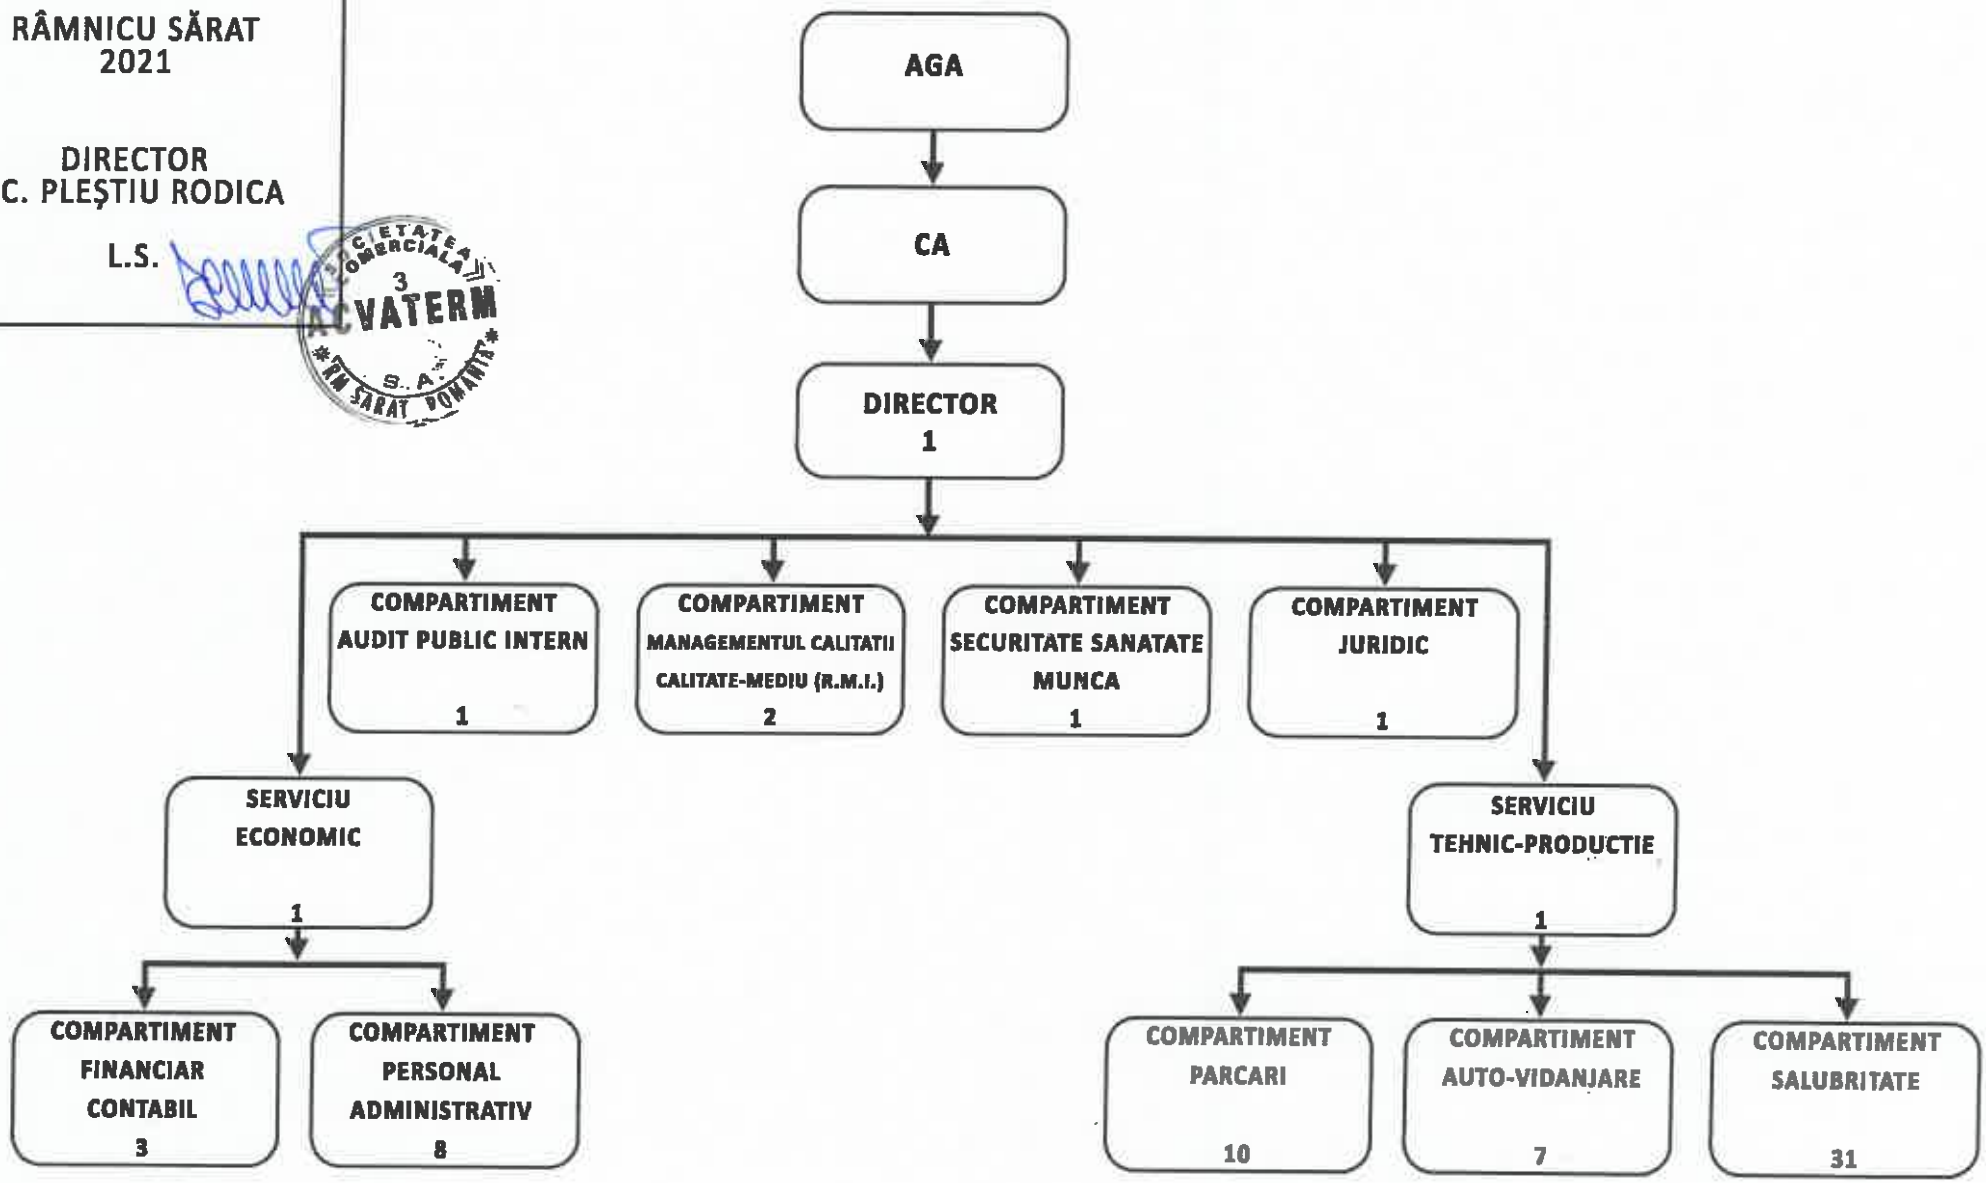 RÂMNICU SĂRAT
2021
DIRECTOR
C. PLEȘTIU RODICA
L.S.
SOCIETATEA
COMERCIALA
3
ACVATERM
S.A.
* RM SARAT ROMANIA *
AGA
CA
DIRECTOR
1
COMPARTIMENT
AUDIT PUBLIC INTERN
1
COMPARTIMENT
MANAGEMENTUL CALITATII
CALITATE-MEDIU (R.M.I.)
2
COMPARTIMENT
SECURITATE SANATATE
MUNCA
1
COMPARTIMENT
JURIDIC
1
SERVICIU
ECONOMIC
1
SERVICIU
TEHNIC-PRODUCTIE
1
COMPARTIMENT
FINANCIAR
CONTABIL
3
COMPARTIMENT
PERSONAL
ADMINISTRATIV
8
COMPARTIMENT
PARCARI
10
COMPARTIMENT
AUTO-VIDANJARE
7
COMPARTIMENT
SALUBRITATE
31